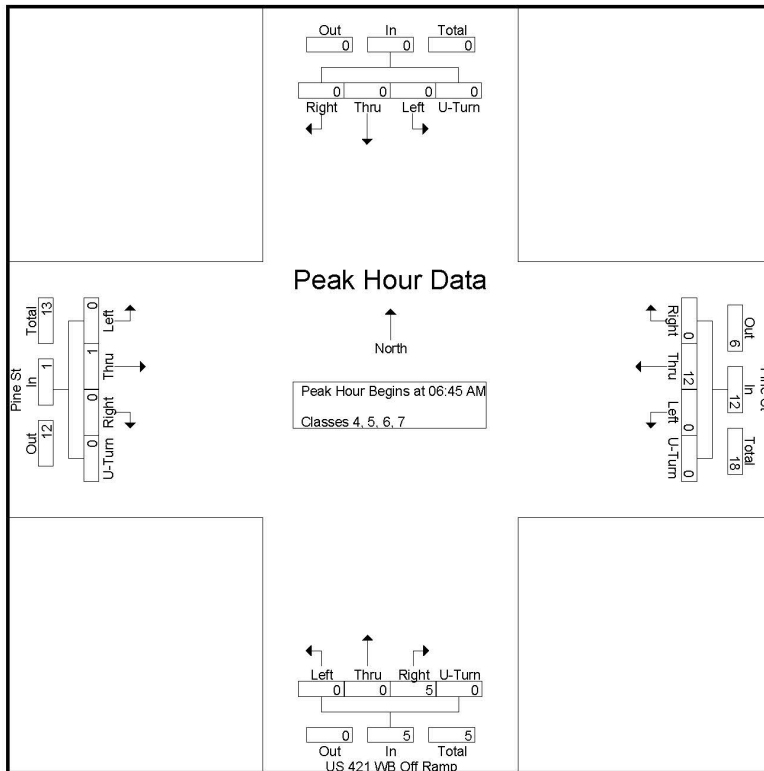 Out In Total
0 0 0
0 0 0 0
Right Thru Left U-Turn
Peak Hour Data
North
Peak Hour Begins at 06:45 AM
Classes 4, 5, 6, 7
Pine St
Total In Out
13 1 12
0 1 0 0
Left Thru Right U-Turn
Right Thru Left U-Turn
0 12 0 0
6 12 18
Out In Total
Pine St
Left Thru Right U-Turn
0 0 5 0
0 5 5
Out In Total
US 421 WB Off Ramp